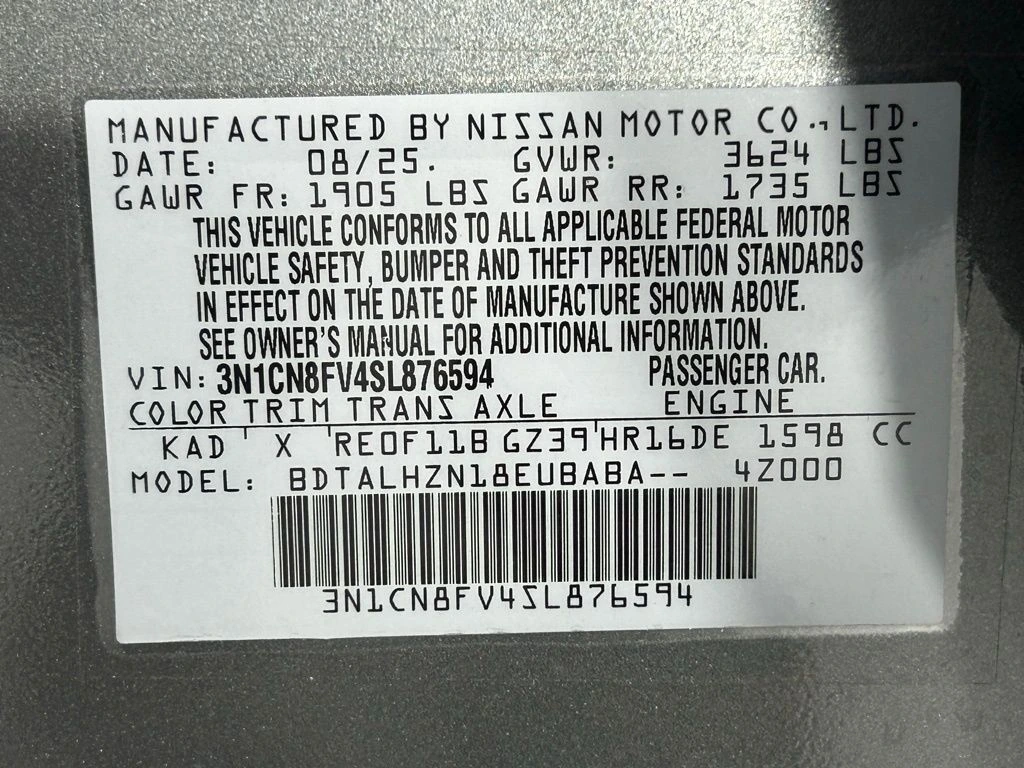 MANUFACTURED BY NISSAN MOTOR CO., LTD.
DATE: 08/25. GVWR: 3624 LBS
GAWR FR: 1905 LBS GAWR RR: 1735 LBS
THIS VEHICLE CONFORMS TO ALL APPLICABLE FEDERAL MOTOR
VEHICLE SAFETY, BUMPER AND THEFT PREVENTION STANDARDS
IN EFFECT ON THE DATE OF MANUFACTURE SHOWN ABOVE.
SEE OWNER'S MANUAL FOR ADDITIONAL INFORMATION.
VIN: 3N1CN8FV4SL876594 PASSENGER CAR.
COLOR TRIM TRANS AXLE ENGINE
KAD X RE0F11B GZ39 HR16DE 1598 CC
MODEL: BDTALHZN18EUBABA-- 4Z000
3N1CN8FV4SL876594